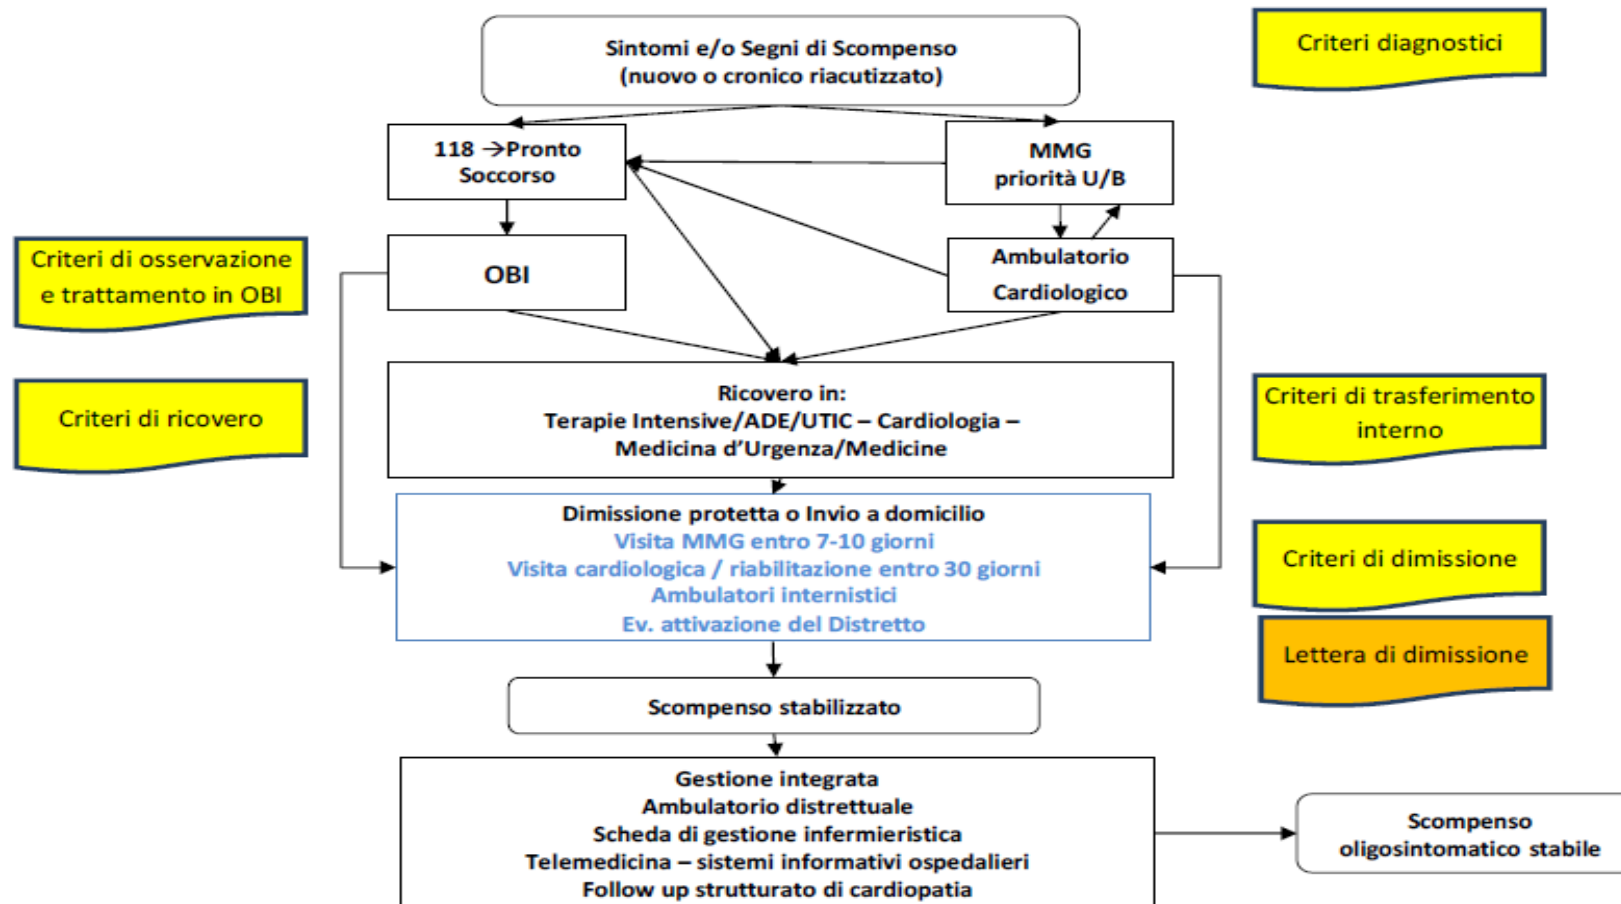 Sintomi e/o Segni di Scompenso
(nuovo o cronico riacutizzato)
Criteri diagnostici
118 →Pronto
Soccorso
MMG
priorità U/B
Criteri di osservazione
e trattamento in OBI
OBI
Ambulatorio
Cardiologico
Criteri di ricovero
Ricovero in:
Terapie Intensive/ADE/UTIC – Cardiologia –
Medicina d'Urgenza/Medicine
Criteri di trasferimento
interno
Dimissione protetta o Invio a domicilio
Visita MMG entro 7-10 giorni
Visita cardiologica / riabilitazione entro 30 giorni
Ambulatori internistici
Ev. attivazione del Distretto
Criteri di dimissione
Lettera di dimissione
Scompenso stabilizzato
Gestione integrata
Ambulatorio distrettuale
Scheda di gestione infermieristica
Telemedicina – sistemi informativi ospedalieri
Follow up strutturato di cardiopatia
Scompenso
oligosintomatico stabile